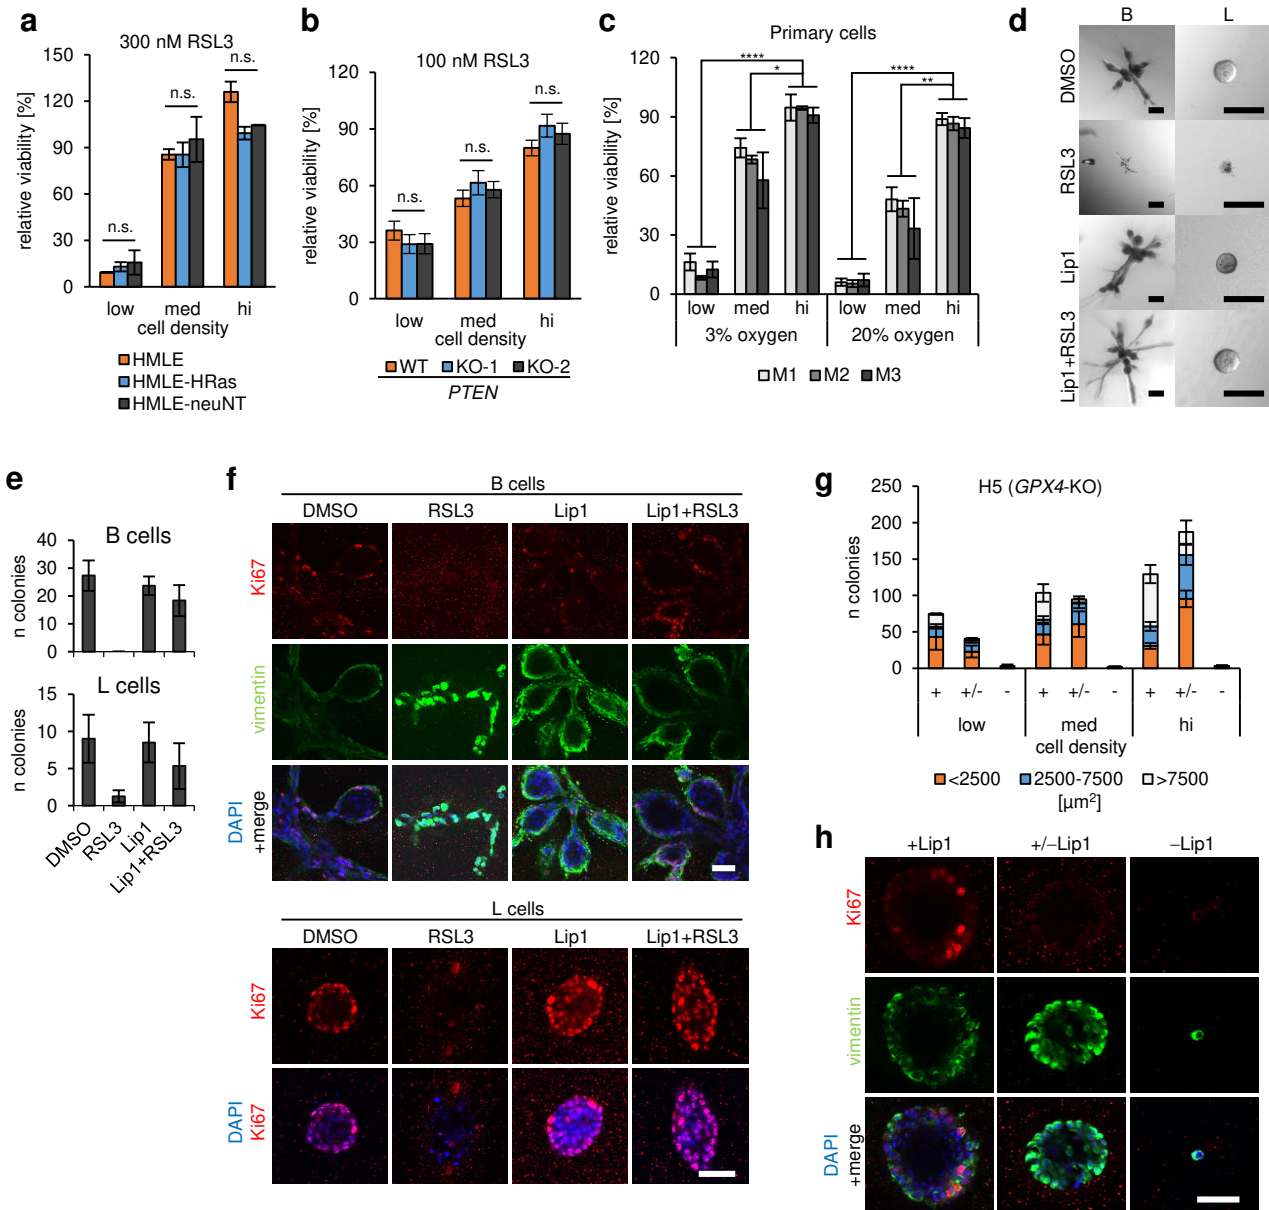 a
300 nM RSL3
relative viability [%]
150
120
90
60
30
0
n.s.
n.s.
n.s.
low med hi
cell density
HMLE
HMLE-HRas
HMLE-neuNT
b
100 nM RSL3
relative viability [%]
120
90
60
30
0
n.s.
n.s.
n.s.
low med hi
cell density
WT KO-1 KO-2
PTEN
c
Primary cells
relative viability [%]
120
90
60
30
0
****
*
****
**
low med hi low med hi
3% oxygen 20% oxygen
M1 M2 M3
d
B L
DMSO
RSL3
Lip1
Lip1+RSL3
e
B cells
n colonies
40
30
20
10
0
L cells
n colonies
15
10
5
0
DMSO RSL3 Lip1 Lip1+RSL3
f
B cells
DMSO RSL3 Lip1 Lip1+RSL3
Ki67
vimentin
DAPI
+merge
L cells
DMSO RSL3 Lip1 Lip1+RSL3
Ki67
DAPI
Ki67
g
H5 (GPX4-KO)
n colonies
250
200
150
100
50
0
+ +/- - + +/- - + +/- -
low med hi
cell density
<2500 2500-7500 >7500
[µm²]
h
+Lip1 +/−Lip1 −Lip1
Ki67
vimentin
DAPI
+merge